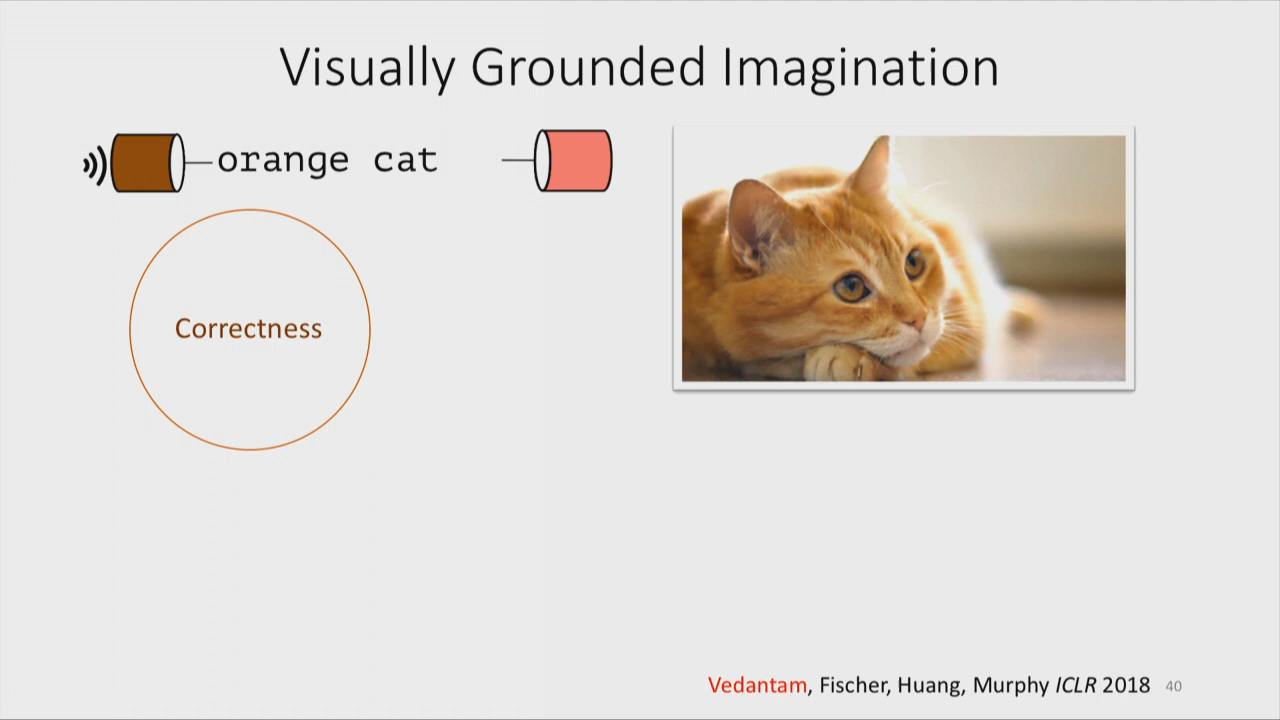 Visually Grounded Imagination
orange cat
Correctness
Vedantam, Fischer, Huang, Murphy ICLR 2018 40